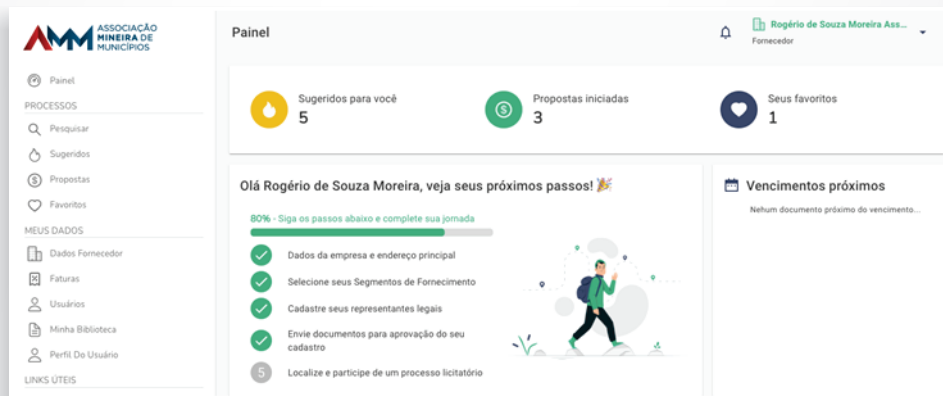 AMM
ASSOCIAÇÃO
MINEIRA DE
MUNICÍPIOS
Painel
PROCESSOS
Pesquisar
Sugeridos
Propostas
Favoritos
MEUS DADOS
Dados Fornecedor
Faturas
Usuários
Minha Biblioteca
Perfil Do Usuário
LINKS ÚTEIS
Painel
Rogério de Souza Moreira Ass...
Fornecedor
Sugeridos para você
5
Propostas iniciadas
3
Seus favoritos
1
Olá Rogério de Souza Moreira, veja seus próximos passos!
80% - Siga os passos abaixo e complete sua jornada
Dados da empresa e endereço principal
Selecione seus Segmentos de Fornecimento
Cadastre seus representantes legais
Envie documentos para aprovação do seu
cadastro
5 Localize e participe de um processo licitatório
Vencimentos próximos
Nehum documento próximo do vencimento...